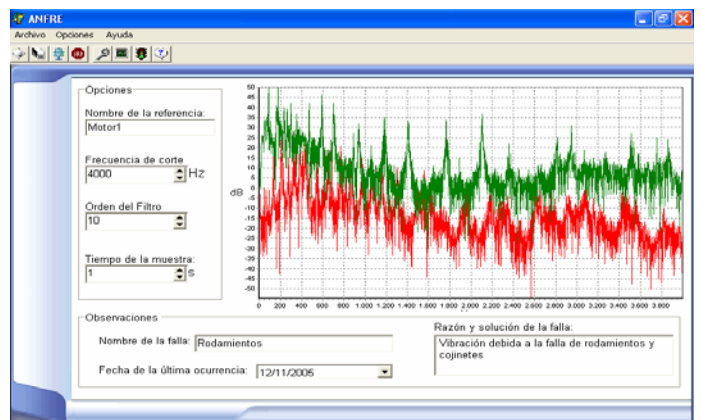 ANFRE
Archivo Opciones Ayuda
Opciones
Nombre de la referencia:
Motor1
Frecuencia de corte
4000 Hz
Orden del Filtro
10
Tiempo de la muestra:
1 s
dB
50
45
40
35
30
25
20
15
10
5
0
-5
-10
-15
-20
-25
-30
-35
-40
-45
-50
0 200 400 600 800 1.000 1.200 1.400 1.600 1.800 2.000 2.200 2.400 2.600 2.800 3.000 3.200 3.400 3.600 3.800
Observaciones
Nombre de la falla: Rodamientos
Fecha de la última ocurrencia: 12/11/2005
Razón y solución de la falla:
Vibración debida a la falla de rodamientos y
cojinetes